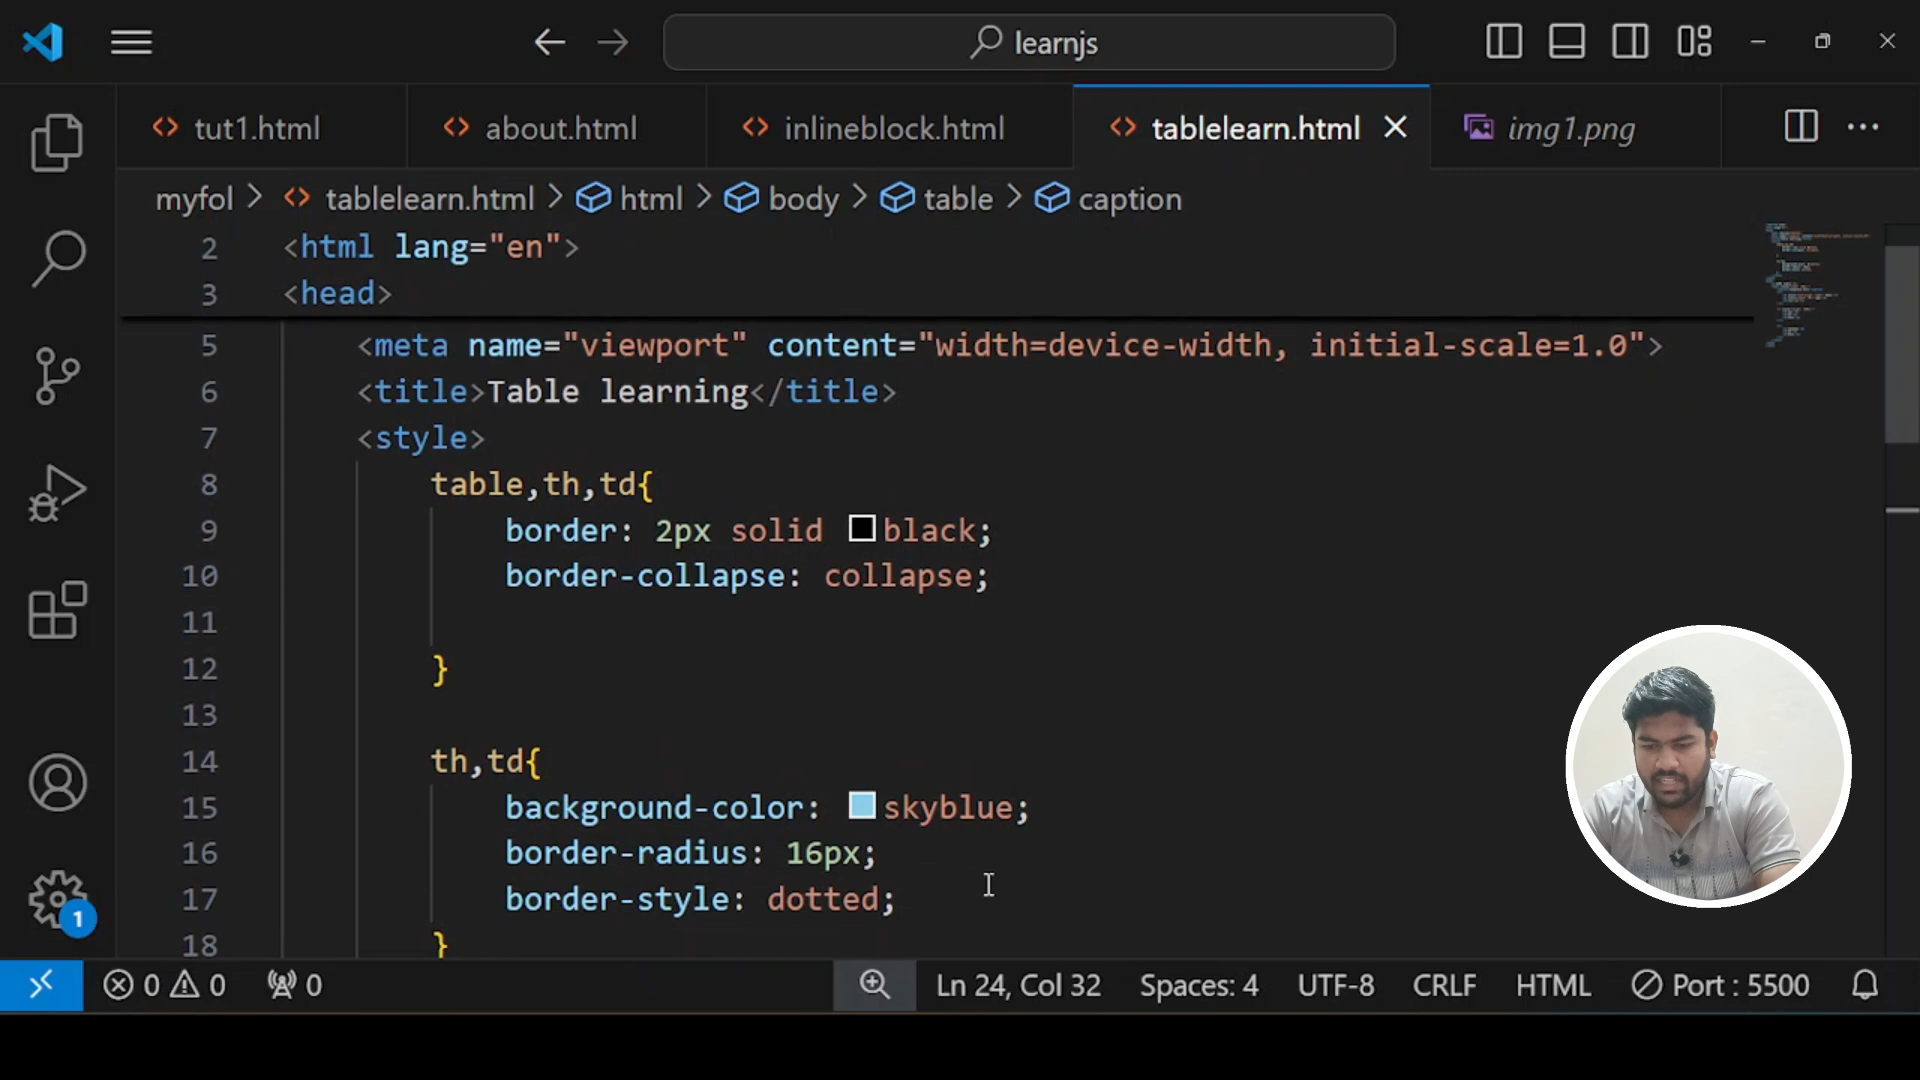 learnjs
tut1.html
about.html
inlineblock.html
tablelearn.html
img1.png
myfol > tablelearn.html > html > body > table > caption
2 <html lang="en">
3 <head>
5 <meta name="viewport" content="width=device-width, initial-scale=1.0">
6 <title>Table learning</title>
7 <style>
8 table,th,td{
9 border: 2px solid black;
10 border-collapse: collapse;
11
12 }
13
14 th,td{
15 background-color: skyblue;
16 border-radius: 16px;
17 border-style: dotted;
18 }
1
0 0 0 Ln 24, Col 32 Spaces: 4 UTF-8 CRLF HTML Port : 5500